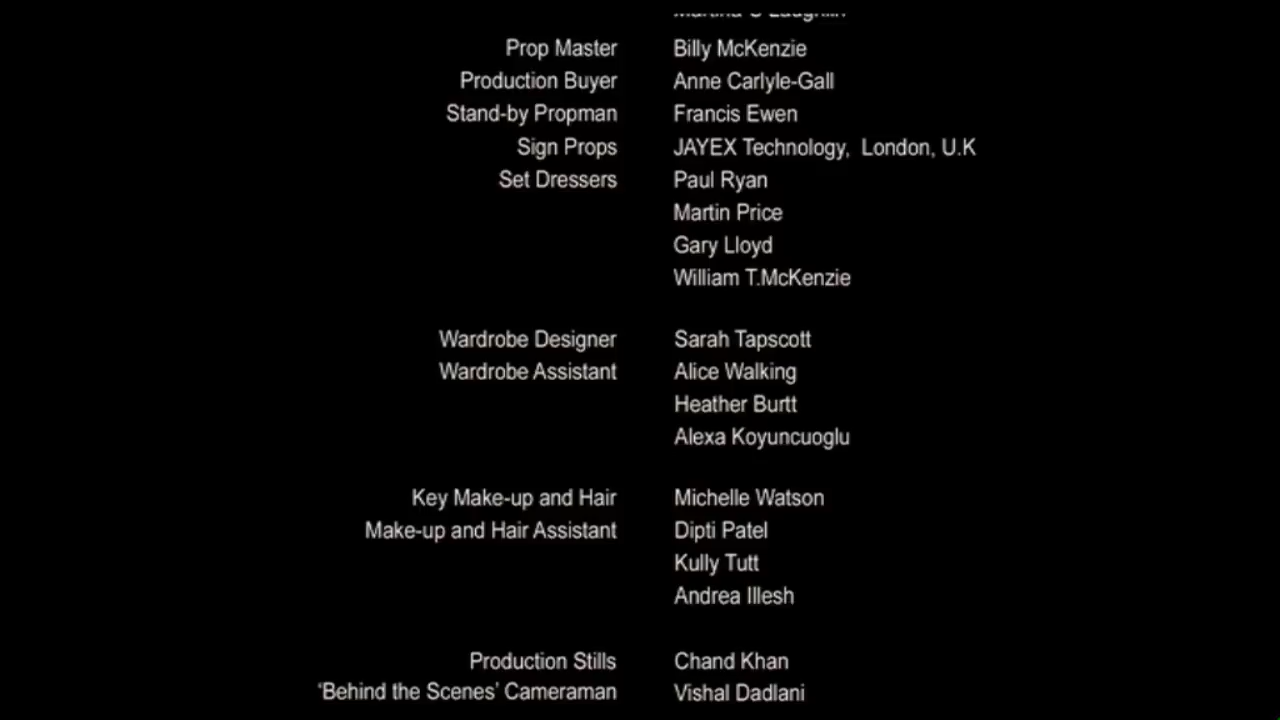 Prop Master Billy McKenzie
Production Buyer Anne Carlyle-Gall
Stand-by Propman Francis Ewen
Sign Props JAYEX Technology, London, U.K
Set Dressers Paul Ryan
Martin Price
Gary Lloyd
William T.McKenzie
Wardrobe Designer Sarah Tapscott
Wardrobe Assistant Alice Walking
Heather Burtt
Alexa Koyuncuoglu
Key Make-up and Hair Michelle Watson
Make-up and Hair Assistant Dipti Patel
Kully Tutt
Andrea Illesh
Production Stills Chand Khan
‘Behind the Scenes’ Cameraman Vishal Dadlani